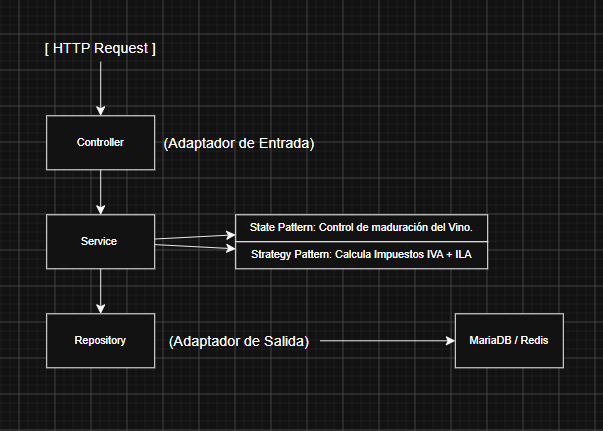 [ HTTP Request ]
Controller
(Adaptador de Entrada)
Service
State Pattern: Control de maduración del Vino.
Strategy Pattern: Calcula Impuestos IVA + ILA
Repository
(Adaptador de Salida)
MariaDB / Redis